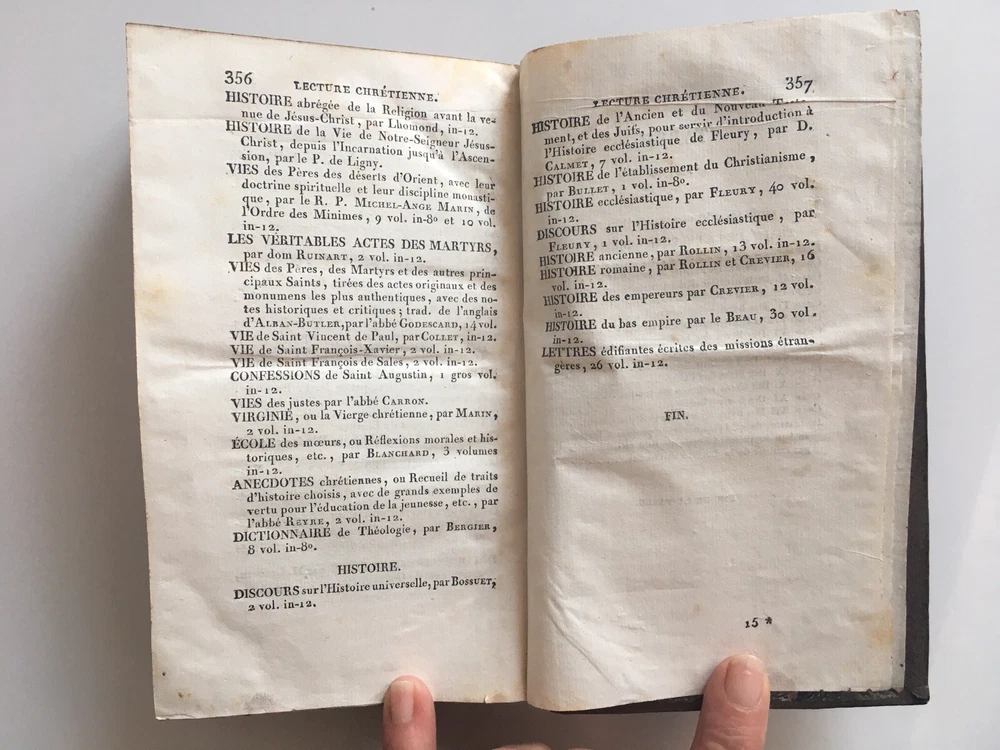 356
LECTURE CHRÉTIENNE.
HISTOIRE abrégée de la Religion avant la ve-
nue de Jésus-Christ, par Lhomond, in-12.
HISTOIRE de la Vie de Notre-Seigneur Jésus-
Christ, depuis l'Incarnation jusqu'à l'Ascen-
sion, par le P. de Ligny.
VIES des Pères des déserts d'Orient, avec leur
doctrine spirituelle et leur discipline monasti-
que, par le R. P. MICHEL-ANGE MARIN, de
l'Ordre des Minimes, 9 vol. in-8º et 10 vol.
in-12.
LES VÉRITABLES ACTES DES MARTYRS,
par dom RUINART, 2 vol. in-12.
VIES des Pères, des Martyrs et des autres prin-
cipaux Saints, tirées des actes originaux et des
monumens les plus authentiques, avec des no-
tes historiques et critiques; trad. de l'anglais
d'ALBAN-BUTLER, par l'abbé GODESCARD, 14 vol.
VIE de Saint Vincent de Paul, par COLLET, in-12.
VIE de Saint François-Xavier, 2 vol. in-12.
VIE de Saint François de Sales, 2 vol. in-12.
CONFESSIONS de Saint Augustin, 1 gros vol.
in-12.
VIES des justes par l'abbé CARRON.
VIRGINIE, ou la Vierge chrétienne, par MARIN,
2 vol. in-12.
ÉCOLE des mœurs, ou Réflexions morales et his-
toriques, etc., par BLANCHARD, 3 volumes
in-12.
ANECDOTES chrétiennes, ou Recueil de traits
d'histoire choisis, avec de grands exemples de
vertu pour l'éducation de la jeunesse, etc., par
l'abbé REYRE, 2 vol. in-12.
DICTIONNAIRE de Théologie, par BERGIER,
8 vol. in-8º.
HISTOIRE.
DISCOURS sur l'Histoire universelle, par BOSSUET,
2 vol. in-12.
LECTURE CHRÉTIENNE.
357
HISTOIRE de l'Ancien et du Nouveau
ment, et des Juifs, pour servir d'introduction à
l'Histoire ecclésiastique de Fleury, par D.
CALMET, 7 vol. in-12.
HISTOIRE de l'établissement du Christianisme,
par BULLET, 1 vol. in-8º.
HISTOIRE ecclésiastique, par FLEURY, 40 vol.
in-12.
DISCOURS sur l'Histoire ecclésiastique, par
FLEURY, 1 vol. in-12.
HISTOIRE ancienne, par ROLLIN, 13 vol. in-12.
HISTOIRE romaine, par ROLLIN et CREVIER, 16
vol. in-12.
HISTOIRE des empereurs par CREVIER, 12 vol.
in-12.
HISTOIRE du bas empire par le BEAU, 30 vol.
in-12.
LETTRES édifiantes écrites des missions étran-
gères, 26 vol. in-12.
FIN.
15 *